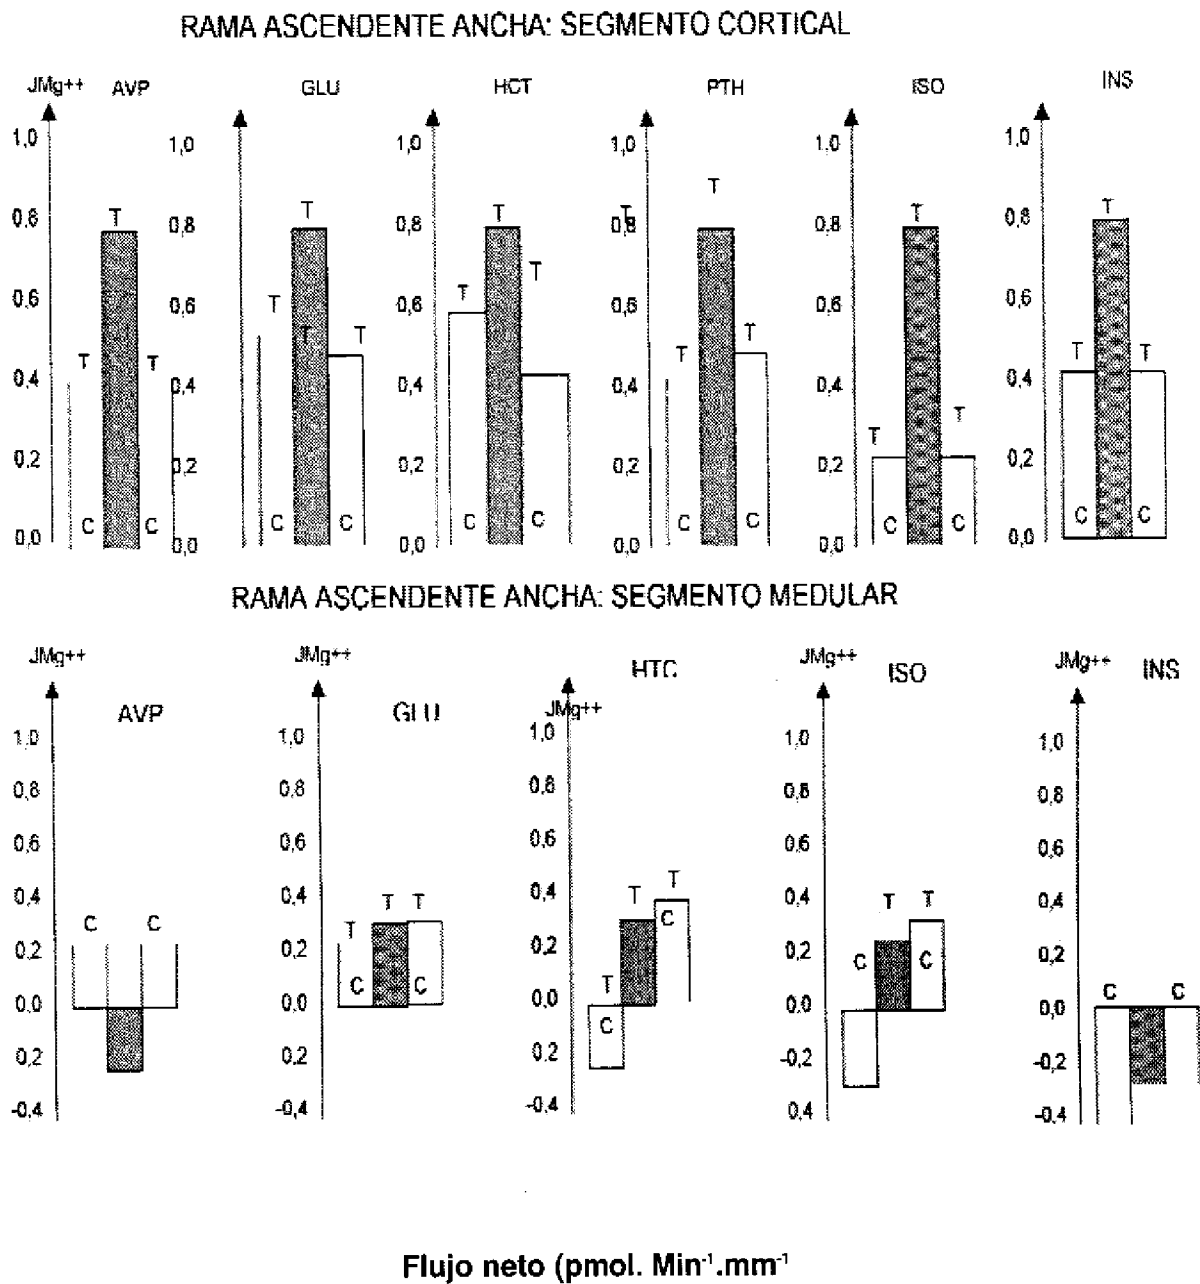 RAMA ASCENDENTE ANCHA: SEGMENTO CORTICAL
JMg++ AVP GLU HCT PTH ISO INS
1,0 1,0 1,0 1,0 1,0 1,0
0,8 0,8 0,8 0,8 0,8 0,8
0,6 0,6 0,6 0,6 0,6 0,6
0,4 0,4 0,4 0,4 0,4 0,4
0,2 0,2 0,2 0,2 0,2 0,2
0,0 0,0 0,0 0,0 0,0 0,0
T T T T T T T T T T T T T T T T T T T T
C C C C C C C C C C C C
RAMA ASCENDENTE ANCHA: SEGMENTO MEDULAR
JMg++ JMg++ HTC JMg++ ISO JMg++ INS
AVP GLU JMg++
1,0 1,0 1,0 1,0 1,0
0,8 0,8 0,8 0,8 0,8
0,6 0,6 0,6 0,6 0,6
0,4 0,4 0,4 0,4 0,4
C C T T T T T T T T
0,2 0,2 0,2 0,2 0,2
C C C C C C C C
0,0 0,0 0,0 0,0 0,0
0,2 0,2 0,2 -0,2 -0,2
-0,4 -0,4 -0,4 0,4 -0,4
Flujo neto (pmol. Min-1.mm-1